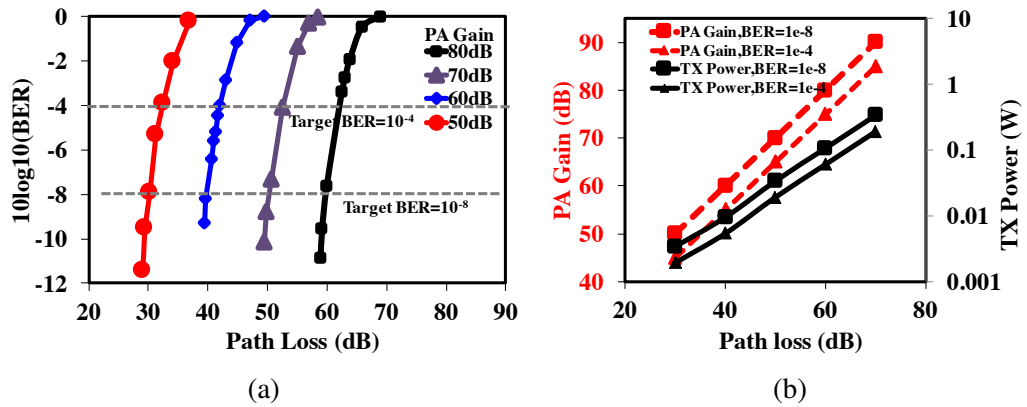 10log10(BER)
0
-2
-4
-6
-8
-10
-12
20
30
40
50
60
70
80
90
Path Loss (dB)
PA Gain
80dB
70dB
60dB
50dB
Target BER=10-4
Target BER=10-8
(a)
PA Gain (dB)
90
80
70
60
50
40
20
40
60
80
Path loss (dB)
PA Gain,BER=1e-8
PA Gain,BER=1e-4
TX Power,BER=1e-8
TX Power,BER=1e-4
10
1
0.1
0.01
0.001
TX Power (W)
(b)